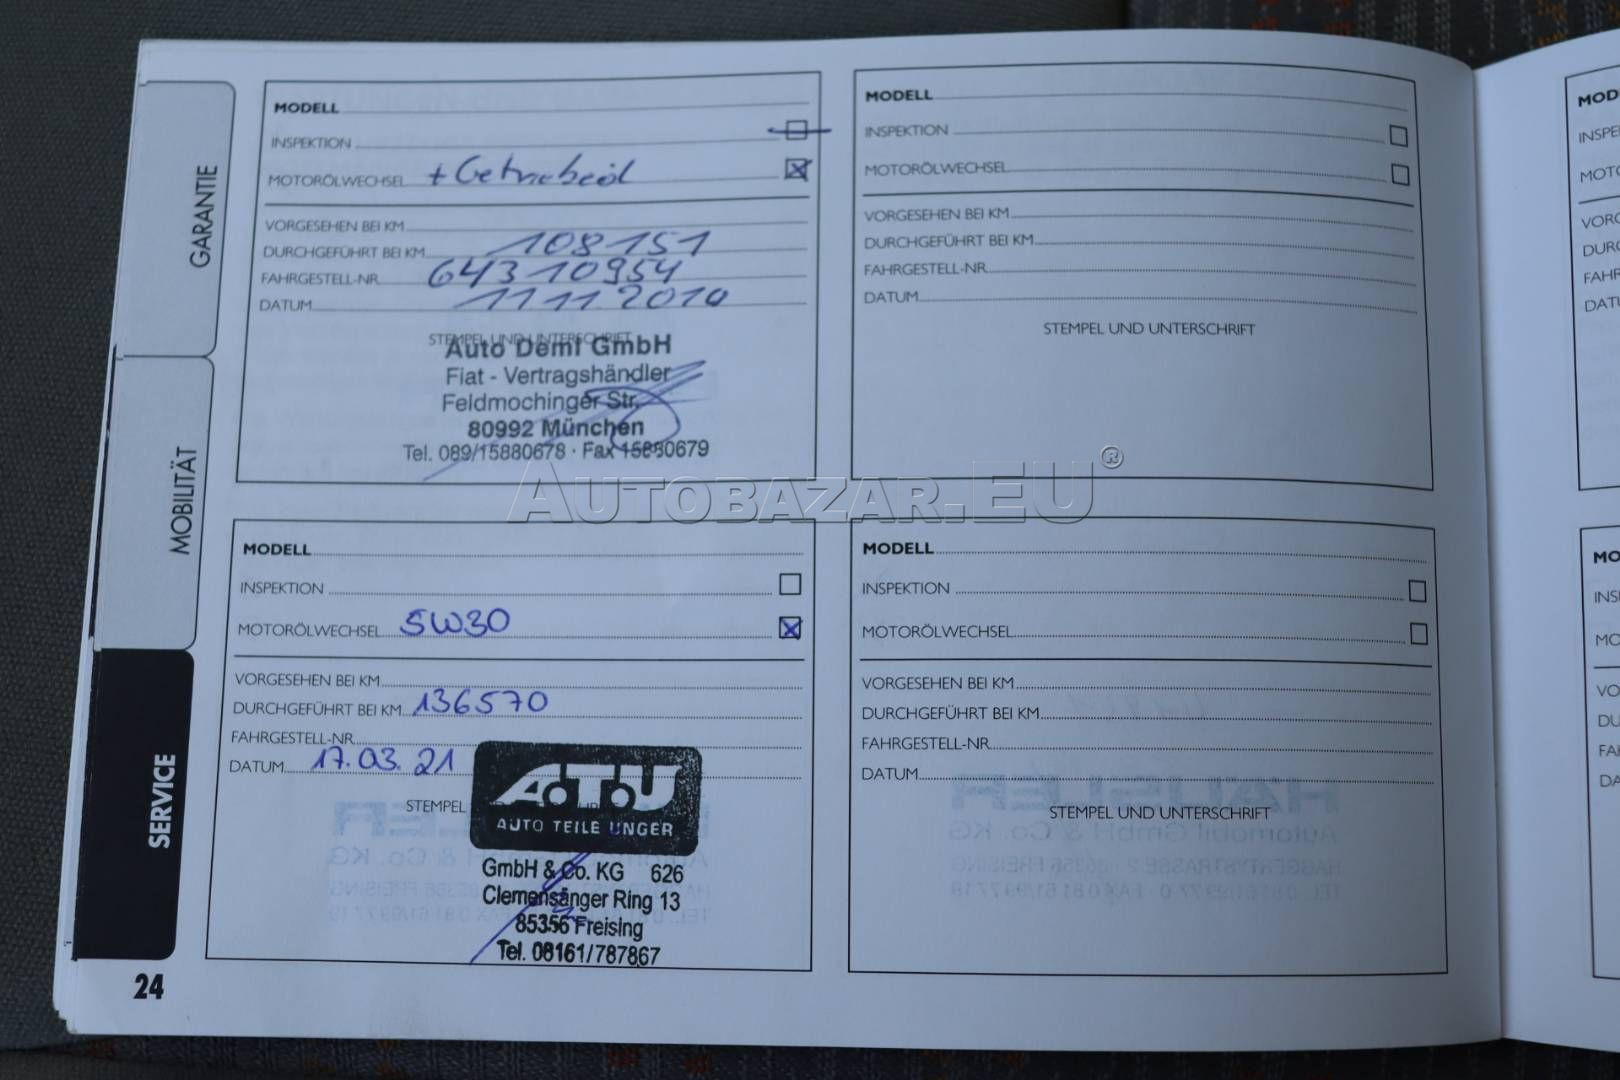 GARANTIE
MOBILITÄT
SERVICE
24
MODELL
INSPEKTION
MOTORÖLWECHSEL + Getriebeöl
VORGESEHEN BEI KM
DURCHGEFÜHRT BEI KM 108151
FAHRGESTELL-NR. 64310954
DATUM 11.11.2010
STEMPEL UND UNTERSCHRIFT
Auto Deml GmbH
Fiat - Vertragshändler
Feldmochinger Str.
80992 München
Tel. 089/15880678 · Fax 15880679
MODELL
INSPEKTION
MOTORÖLWECHSEL
VORGESEHEN BEI KM
DURCHGEFÜHRT BEI KM
FAHRGESTELL-NR.
DATUM
STEMPEL UND UNTERSCHRIFT
AUTOBAZAR.EU®
MODELL
INSPEKTION
MOTORÖLWECHSEL 5W30
VORGESEHEN BEI KM
DURCHGEFÜHRT BEI KM 136570
FAHRGESTELL-NR.
DATUM 17.03.21
STEMPEL
A.T.U
AUTO TEILE UNGER
GmbH & Co. KG 626
Clemensänger Ring 13
85356 Freising
Tel. 08161/787867
MODELL
INSPEKTION
MOTORÖLWECHSEL
VORGESEHEN BEI KM
DURCHGEFÜHRT BEI KM
FAHRGESTELL-NR.
DATUM
STEMPEL UND UNTERSCHRIFT